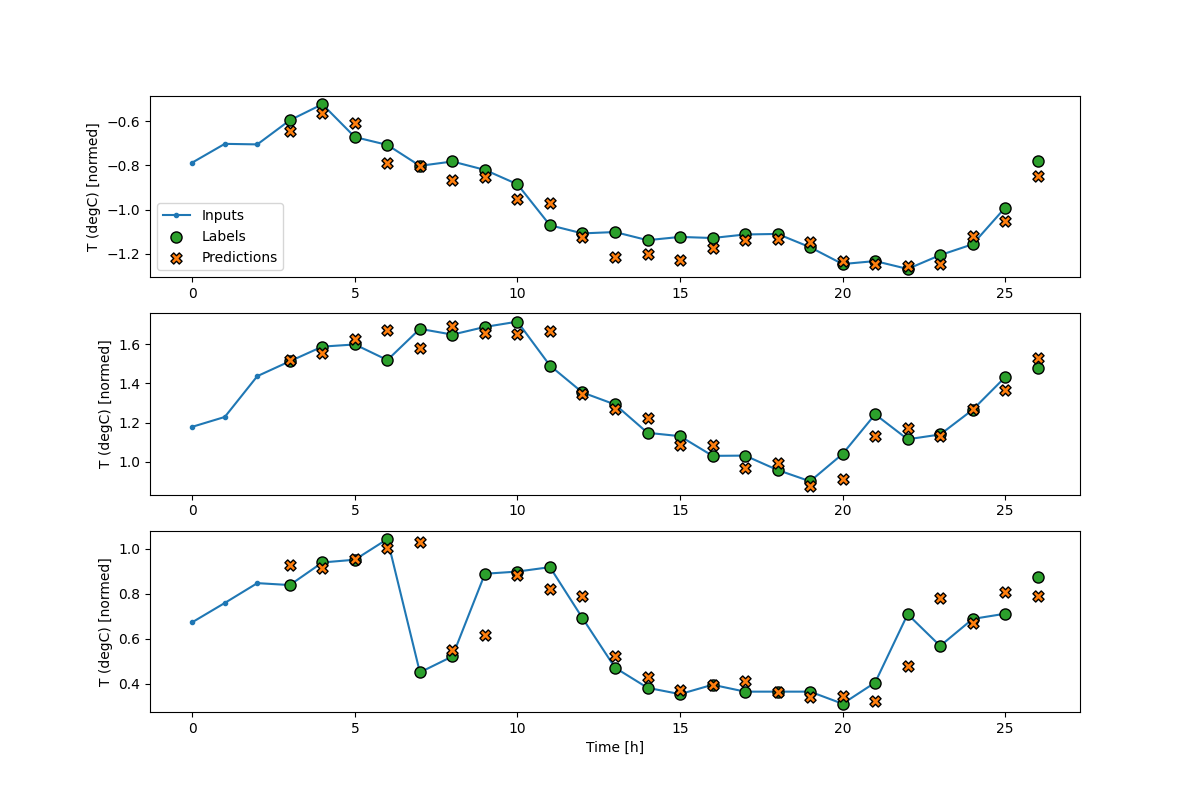 T (degC) [normed]
−0.6
−0.8
−1.0
−1.2
Inputs
Labels
Predictions
0 5 10 15 20 25
T (degC) [normed]
1.6
1.4
1.2
1.0
0 5 10 15 20 25
T (degC) [normed]
1.0
0.8
0.6
0.4
0 5 10 15 20 25
Time [h]